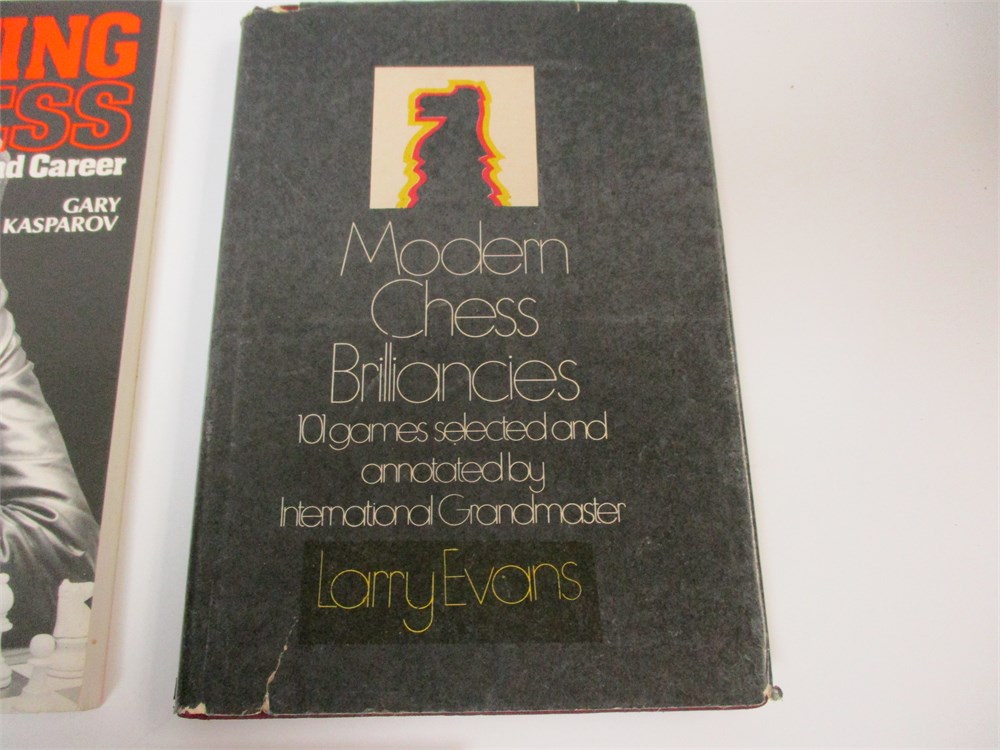 ING
ESS
nd Career
GARY
KASPAROV
Modern
Chess
Brilliancies
101 games selected and
annotated by
International Grandmaster
Larry Evans